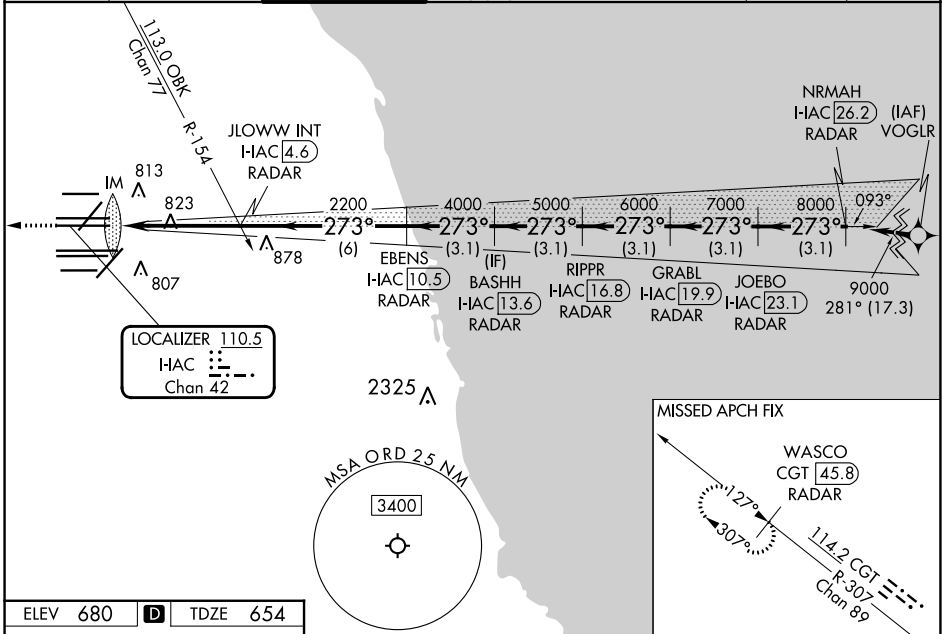 113.0 OBK
Chan 77
R-154
JLOWW INT
I-IAC 4.6
RADAR
NRMAH
I-IAC 26.2
RADAR
(IAF)
VOGLR
IM
813
823
878
807
2200
4000
5000
6000
7000
8000
093°
273°
273°
273°
273°
273°
273°
(6)
(3.1)
(3.1)
(3.1)
(3.1)
(3.1)
EBENS
I-IAC 10.5
RADAR
(IF)
BASHH
I-IAC 13.6
RADAR
RIPPR
I-IAC 16.8
RADAR
GRABL
I-IAC 19.9
RADAR
JOEBO
I-IAC 23.1
RADAR
9000
281° (17.3)
LOCALIZER 110.5
I-IAC
Chan 42
2325
MSA ORD 25 NM
3400
MISSED APCH FIX
WASCO
CGT 45.8
RADAR
127°
307°
114.2 CGT
R-307
Chan 89
ELEV 680 D TDZE 654